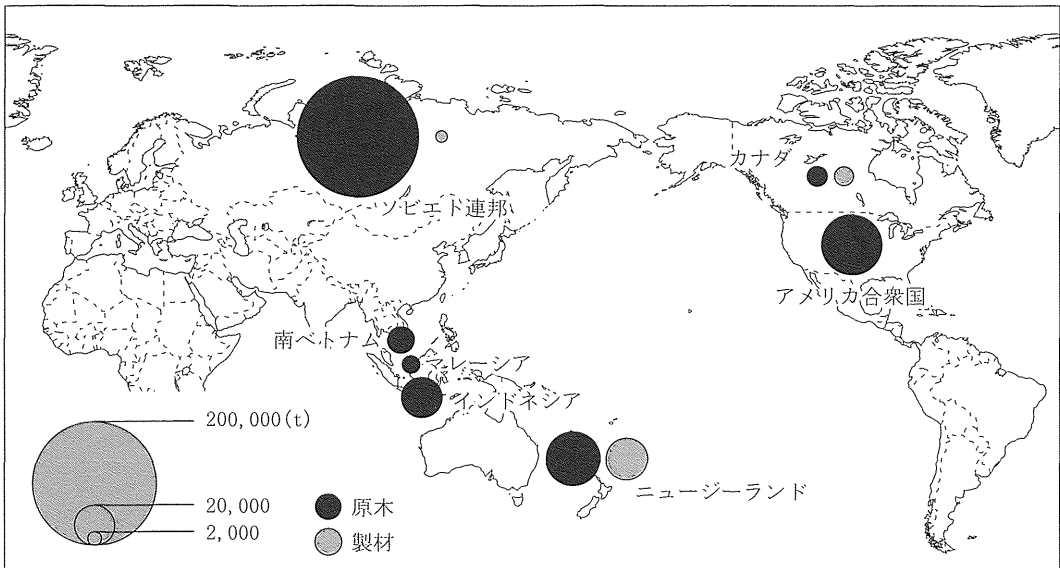 カナダ
ソビエド連邦
アメリカ合衆国
南ベトナム
マレーシア
インドネシア
ニュージーランド
200,000(t)
20,000
2,000
原木
製材